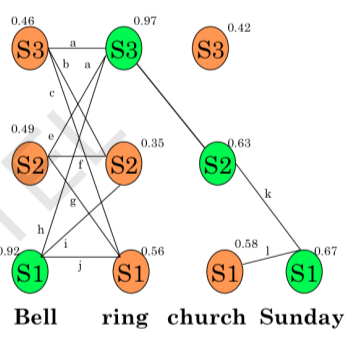 0.46 0.97 0.42
S3 a S3 S3
b a
c
0.49 e 0.35 0.63
S2 f S2 S2
g k
h
0.92 i 0.56 0.58 l 0.67
S1 j S1 S1 S1
Bell ring church Sunday